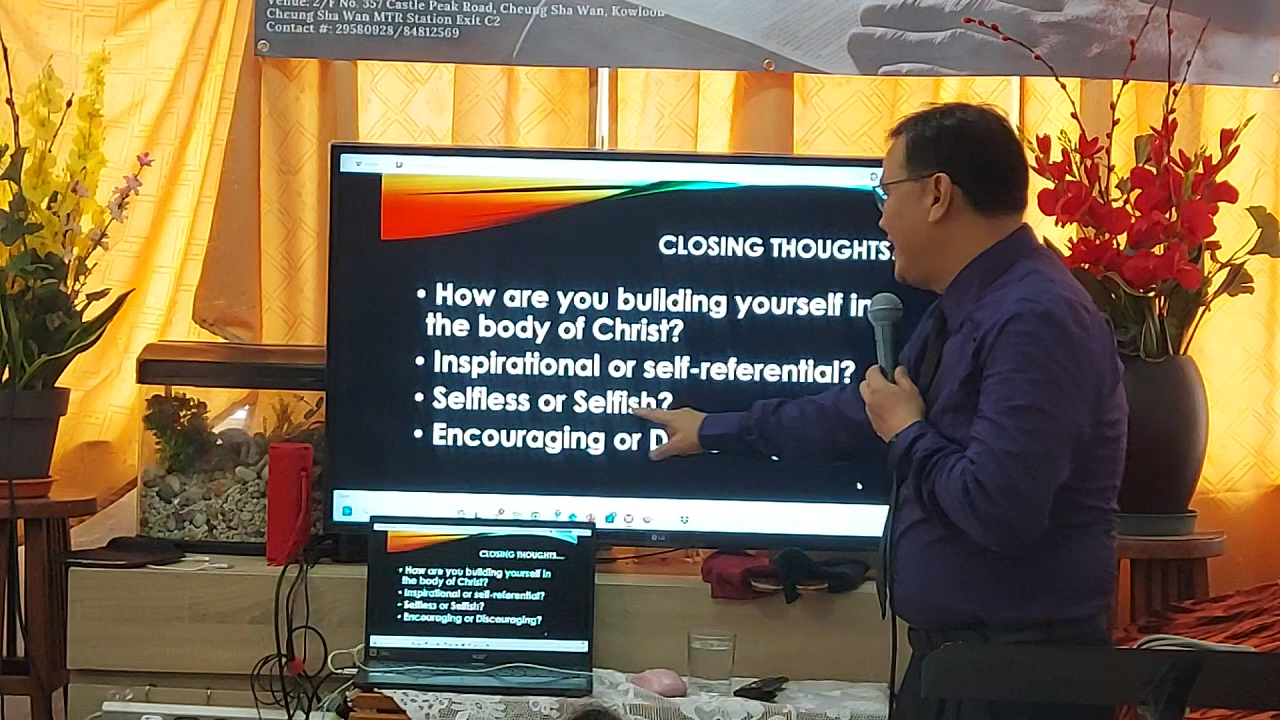 Venue: 2/F No. 357 Castle Peak Road, Cheung Sha Wan, Kowloon
Cheung Sha Wan MTR Station Exit C2
Contact #: 29580928/84812569
CLOSING THOUGHTS.
• How are you building yourself in
the body of Christ?
• Inspirational or self-referential?
• Selfless or Selfish?
• Encouraging or D
LG
CLOSING THOUGHTS....
• How are you building yourself in
the body of Christ?
• Inspirational or self-referential?
• Selfless or Selfish?
• Encouraging or Discouraging?
acer